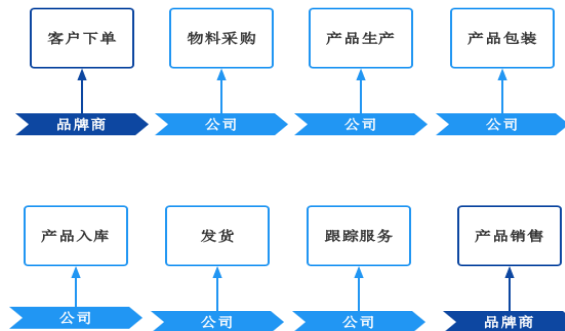 客户下单
物料采购
产品生产
产品包装
品牌商
公司
公司
公司
产品入库
发货
跟踪服务
产品销售
公司
公司
公司
品牌商